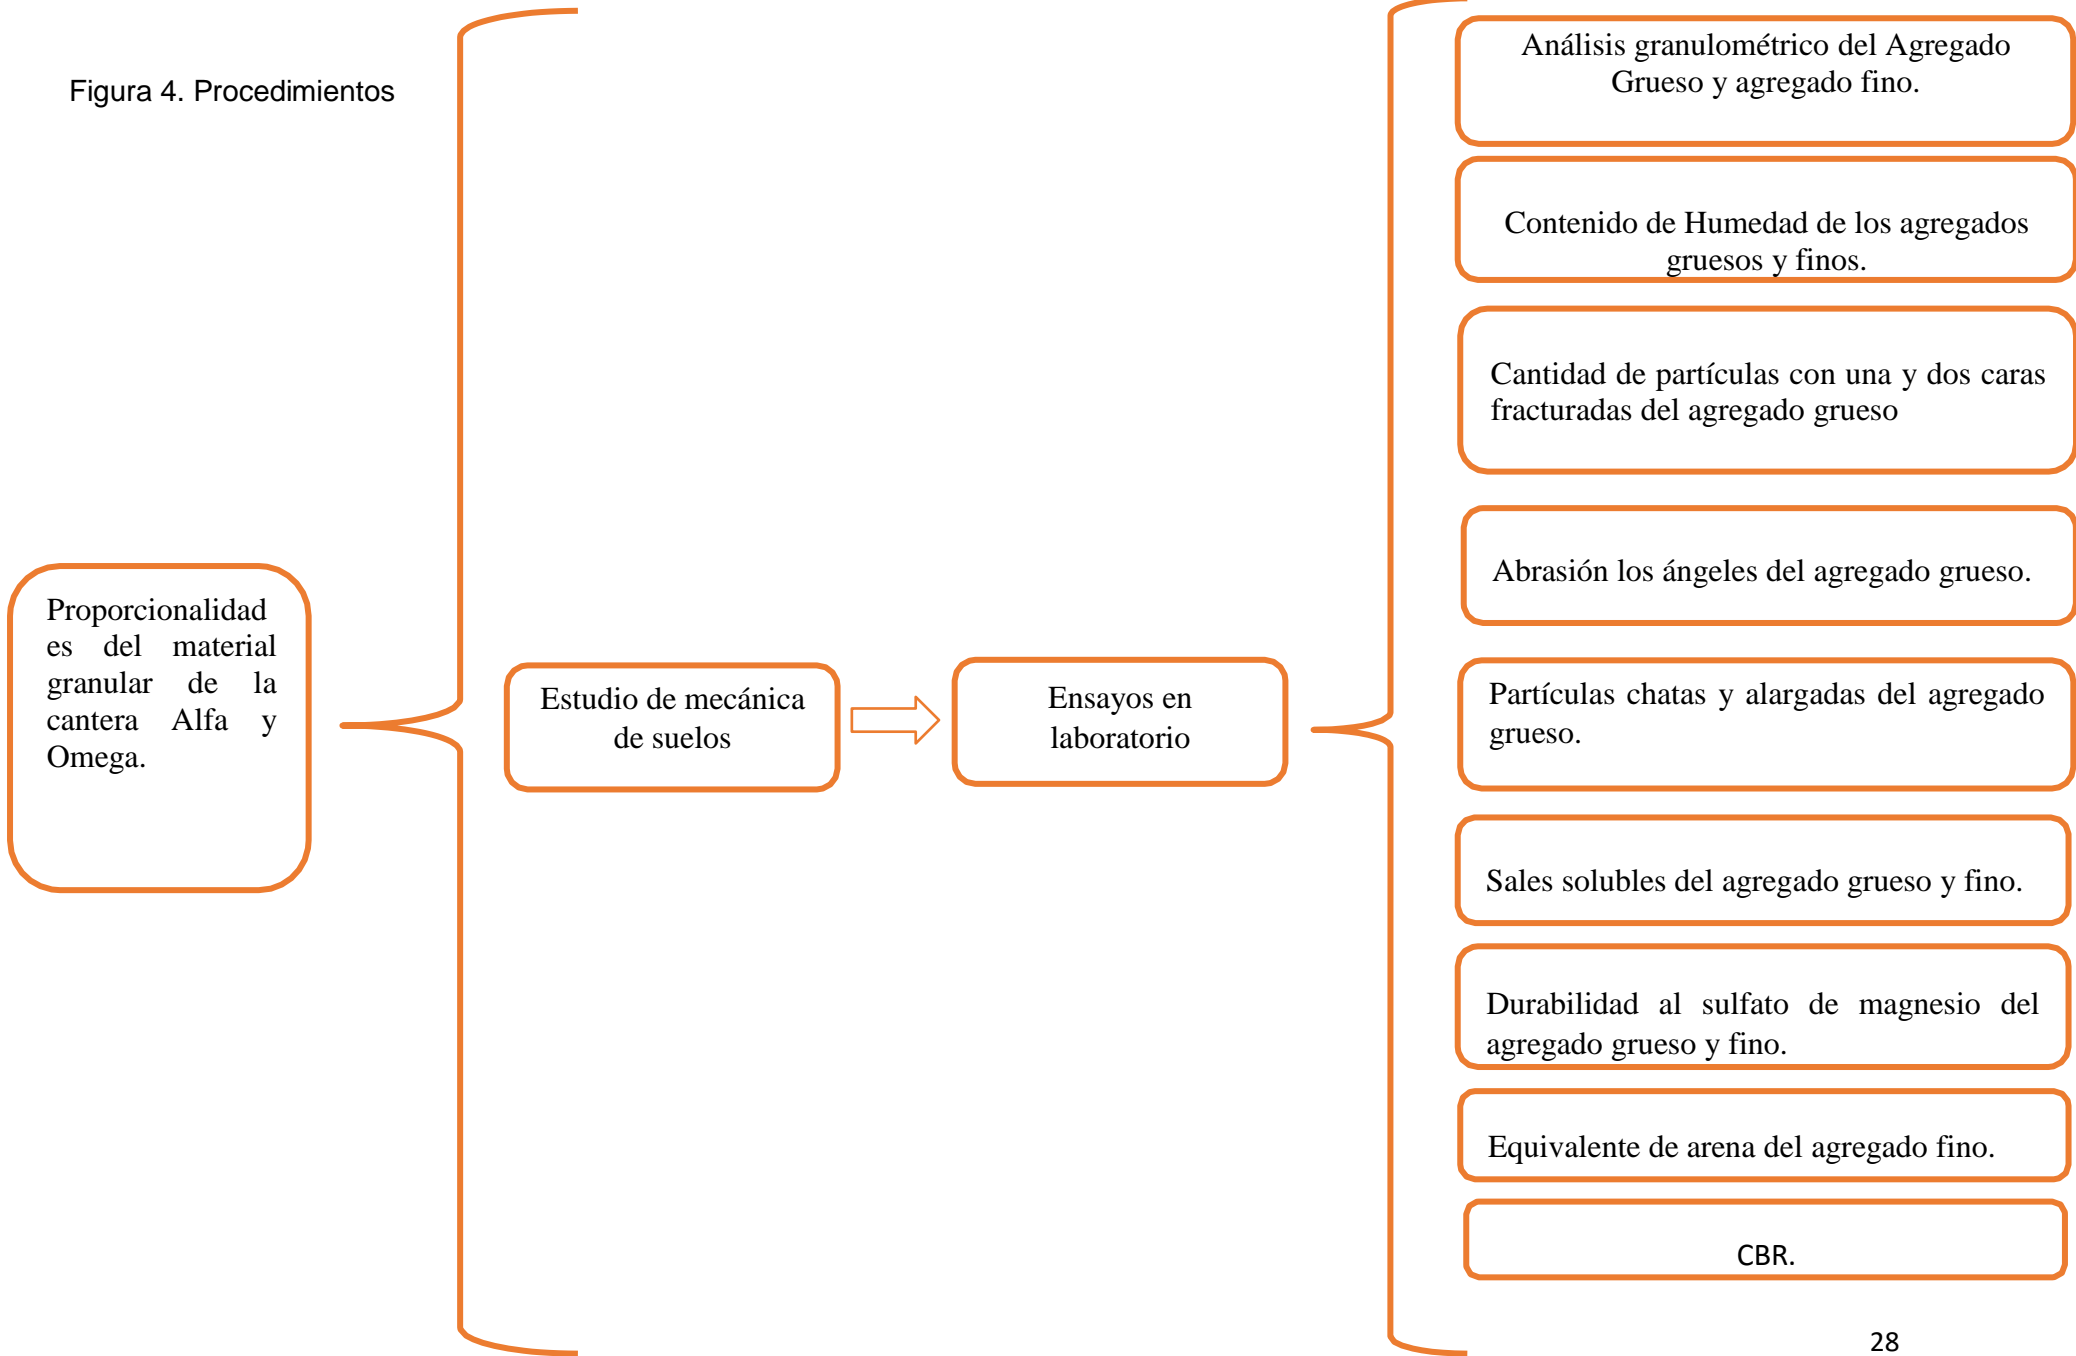 Figura 4. Procedimientos
Proporcionalidad
es del material
granular de la
cantera Alfa y
Omega.
Estudio de mecánica
de suelos
Ensayos en
laboratorio
Análisis granulométrico del Agregado
Grueso y agregado fino.
Contenido de Humedad de los agregados
gruesos y finos.
Cantidad de partículas con una y dos caras
fracturadas del agregado grueso
Abrasión los ángeles del agregado grueso.
Partículas chatas y alargadas del agregado
grueso.
Sales solubles del agregado grueso y fino.
Durabilidad al sulfato de magnesio del
agregado grueso y fino.
Equivalente de arena del agregado fino.
CBR.
28